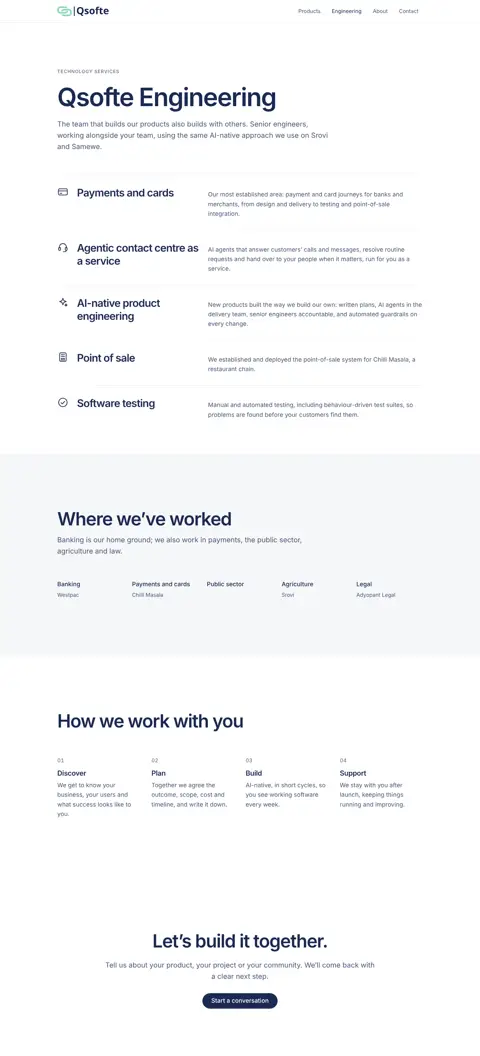 Qsofte
Products
Engineering
About
Contact
TECHNOLOGY SERVICES
Qsofte Engineering
The team that builds our products also builds with others. Senior engineers,
working alongside your team, using the same AI-native approach we use on Srovi
and Samewe.
Payments and cards
Our most established area: payment and card journeys for banks and
merchants, from design and delivery to testing and point-of-sale
integration.
Agentic contact centre as
a service
AI agents that answer customers' calls and messages, resolve routine
requests and hand over to your people when it matters, run for you as a
service.
AI-native product
engineering
New products built the way we build our own: written plans, AI agents in the
delivery team, senior engineers accountable, and automated guardrails on
every change.
Point of sale
We established and deployed the point-of-sale system for Chilli Masala, a
restaurant chain.
Software testing
Manual and automated testing, including behaviour-driven test suites, so
problems are found before your customers find them.
Where we've worked
Banking is our home ground; we also work in payments, the public sector,
agriculture and law.
Banking
Westpac
Payments and cards
Chilli Masala
Public sector
Agriculture
Srovi
Legal
Adyopant Legal
How we work with you
01
Discover
We get to know your
business, your users and
what success looks like to
you.
02
Plan
Together we agree the
outcome, scope, cost and
timeline, and write it down.
03
Build
AI-native, in short cycles, so
you see working software
every week.
04
Support
We stay with you after
launch, keeping things
running and improving.
Let's build it together.
Tell us about your product, your project or your community. We'll come back with
a clear next step.
Start a conversation